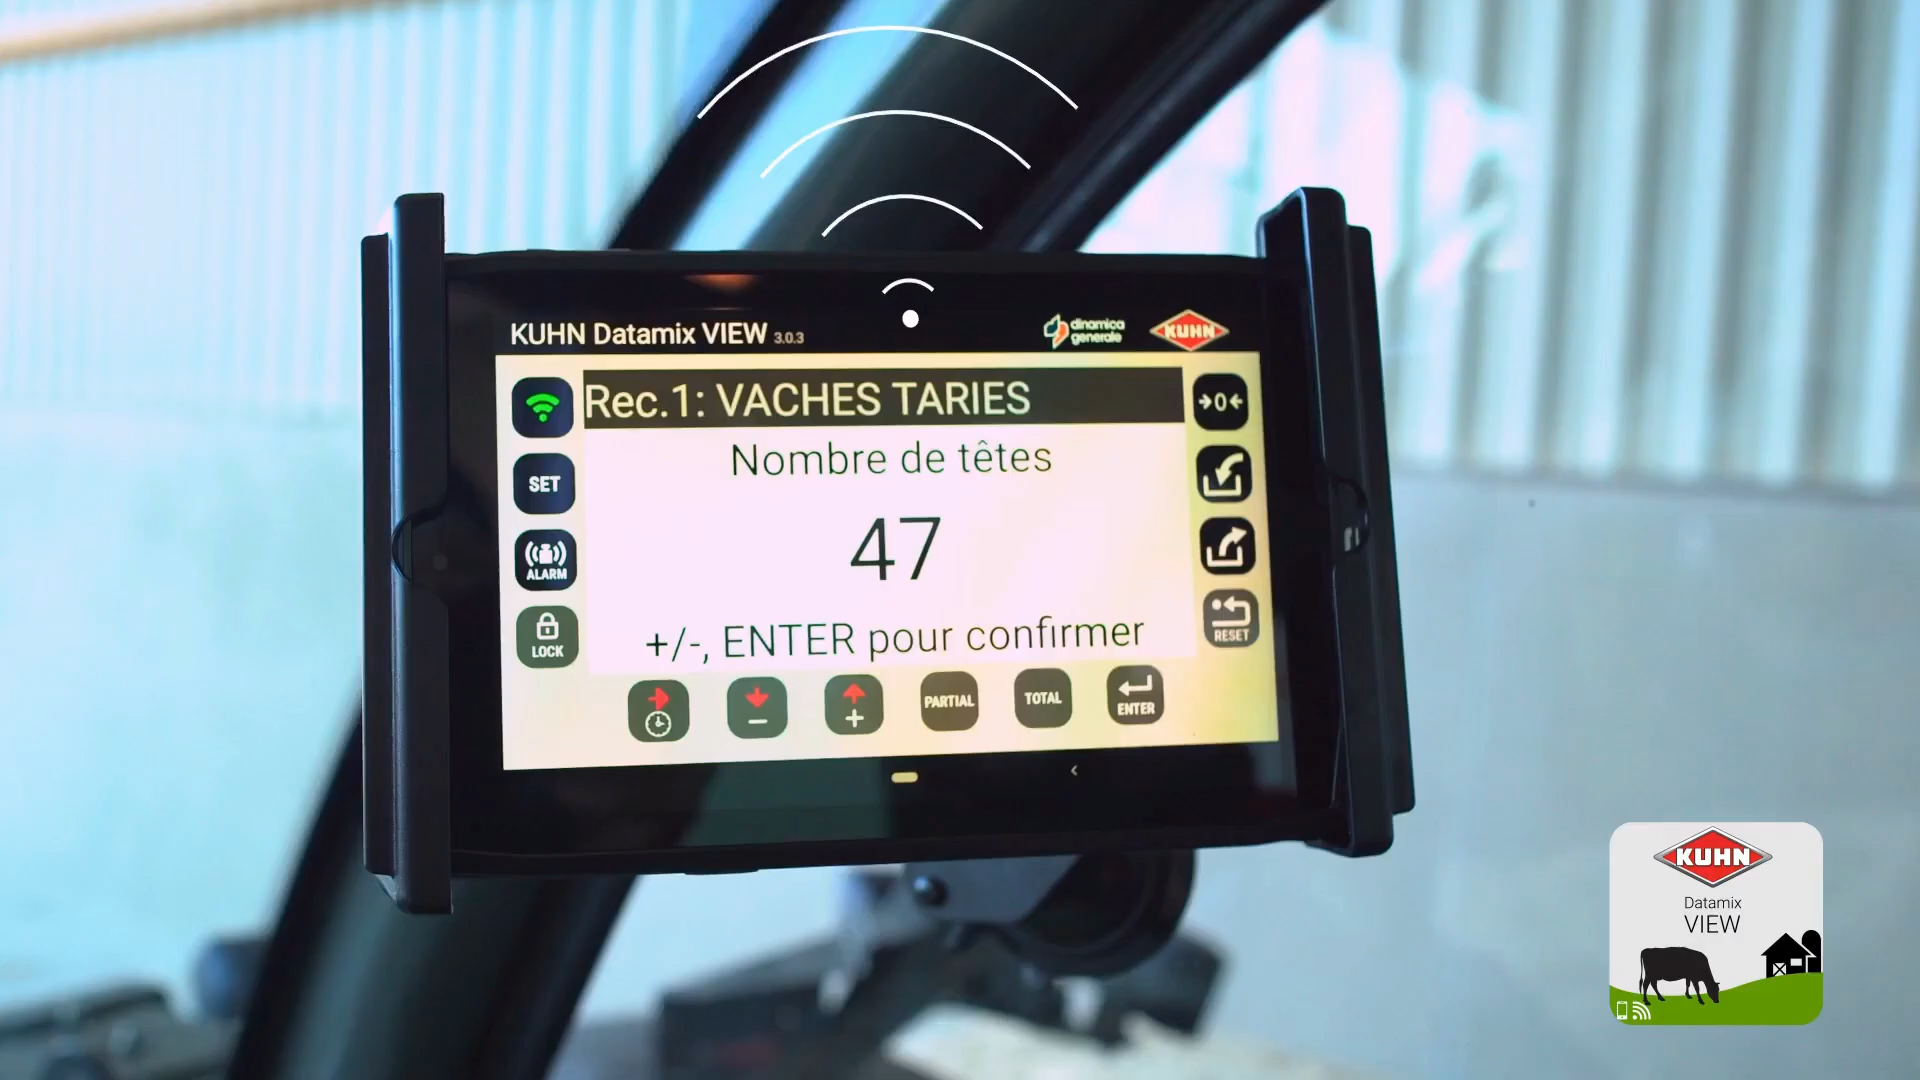 KUHN Datamix VIEW 3.0.3
dinamica
generale
KUHN
Rec.1: VACHES TARIES
→0←
SET
Nombre de têtes
47
ALARM
LOCK
RESET
+/-, ENTER pour confirmer
−
+
PARTIAL
TOTAL
ENTER
KUHN
Datamix
VIEW